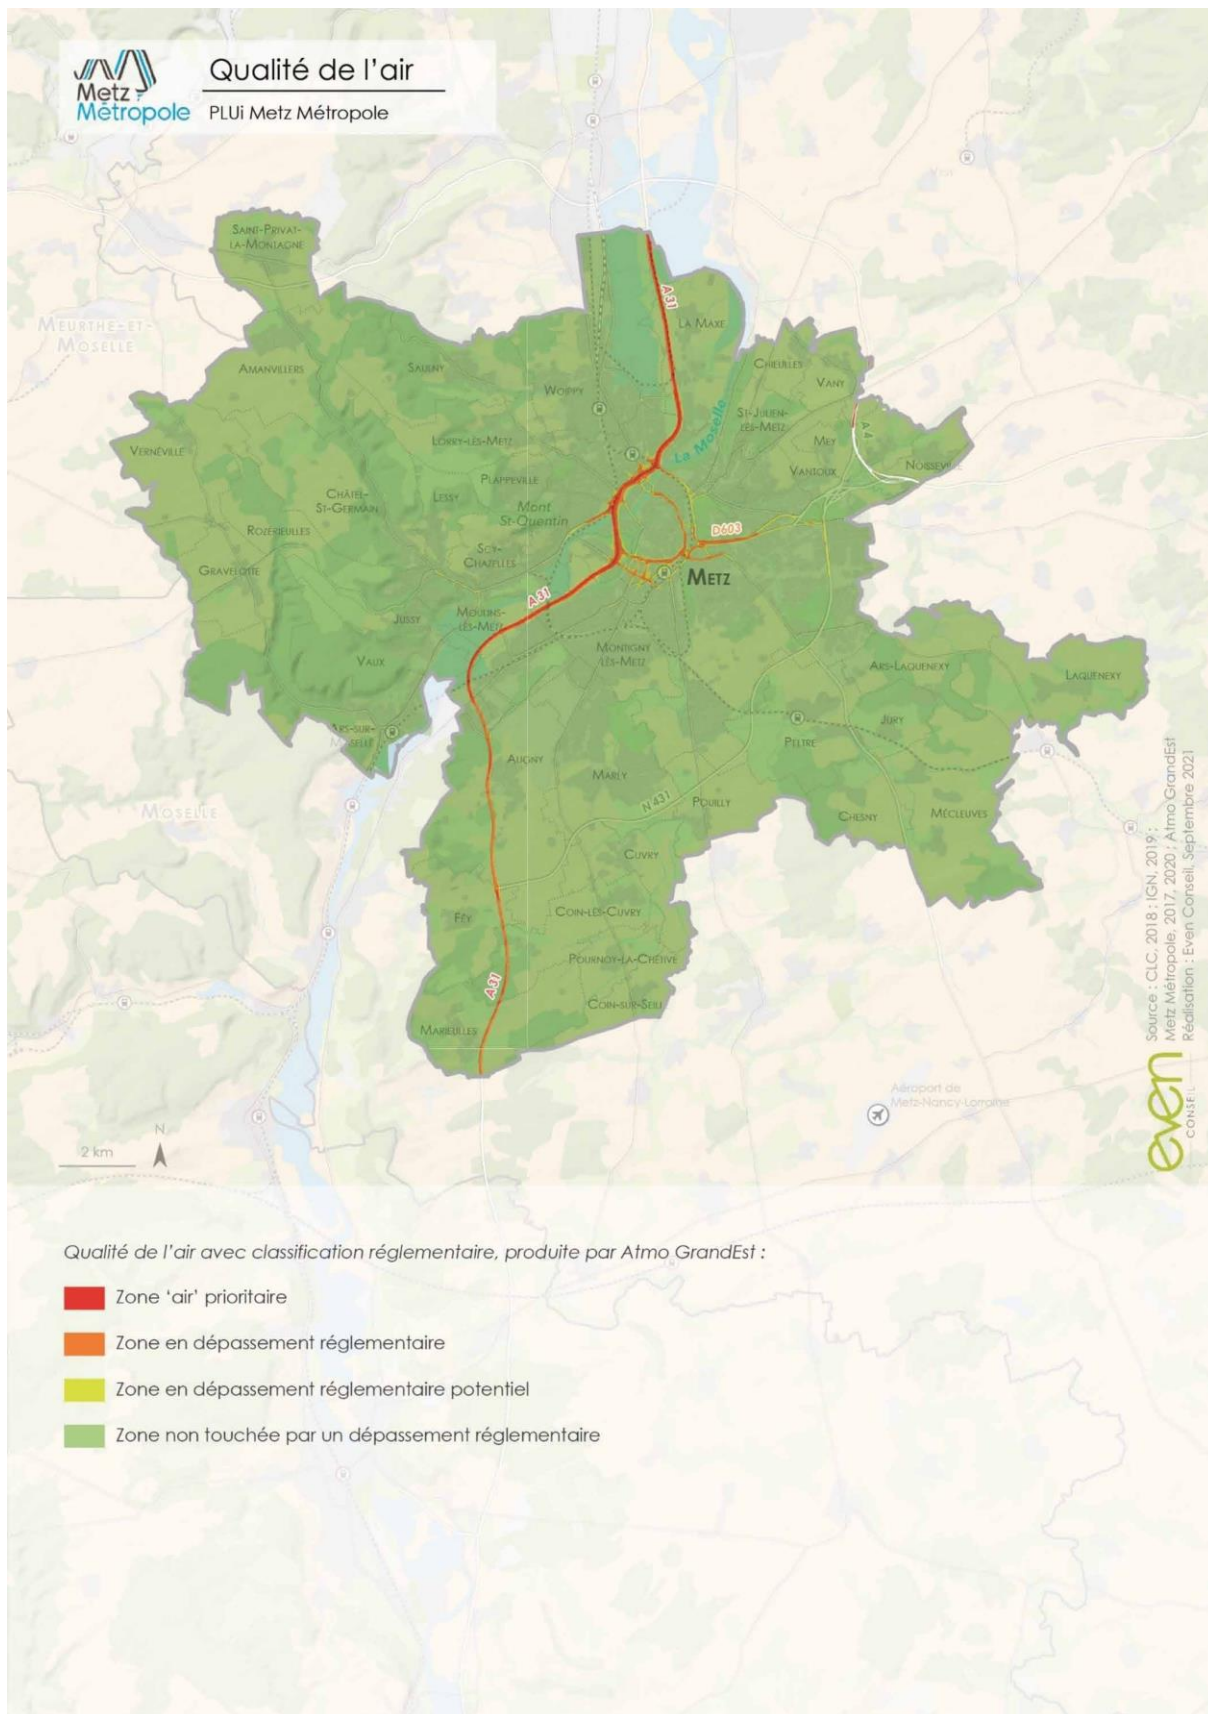 Metz
Métropole
Qualité de l'air
PLUi Metz Métropole
VIGY
SAINT-PRIVAT-
LA-MONTAGNE
MEURTHE-ET-
MOSELLE
A31
LA MAXE
AMANVILLERS
SAULNY
WOIPPY
CHIEULLES
VANY
La Moselle
ST-JULIEN-
LÈS-METZ
A4
VERNÉVILLE
LORRY-LÈS-METZ
MEY
NOISSEVILLE
VANTOUX
PLAPPEVILLE
CHÂTEL-
ST-GERMAIN
LESSY
Mont
St-Quentin
ROZÉRIEULLES
D603
SCY-
CHAZELLES
GRAVELOTTE
METZ
A31
JUSSY
MOULINS-
LÈS-METZ
MONTIGNY
LÈS-METZ
VAUX
ARS-LAQUENEXY
LAQUENEXY
ARS-SUR-
MOSELLE
JURY
PELTRE
AUGNY
MARLY
N431
POUILLY
MOSELLE
CHESNY
MÉCLEUVES
CUVRY
FÉY
COIN-LÈS-CUVRY
POURNOY-LA-CHÉTIVE
A31
COIN-SUR-SEILLE
MARIEULLES
Aéroport de
Metz-Nancy-Lorraine
N
2 km
Source : CLC, 2018 ; IGN, 2019 ;
Metz Métropole, 2017, 2020 ; Atmo GrandEst
Réalisation : Even Conseil, Septembre 2021
even
CONSEIL
Qualité de l'air avec classification réglementaire, produite par Atmo GrandEst :
Zone 'air' prioritaire
Zone en dépassement réglementaire
Zone en dépassement réglementaire potentiel
Zone non touchée par un dépassement réglementaire